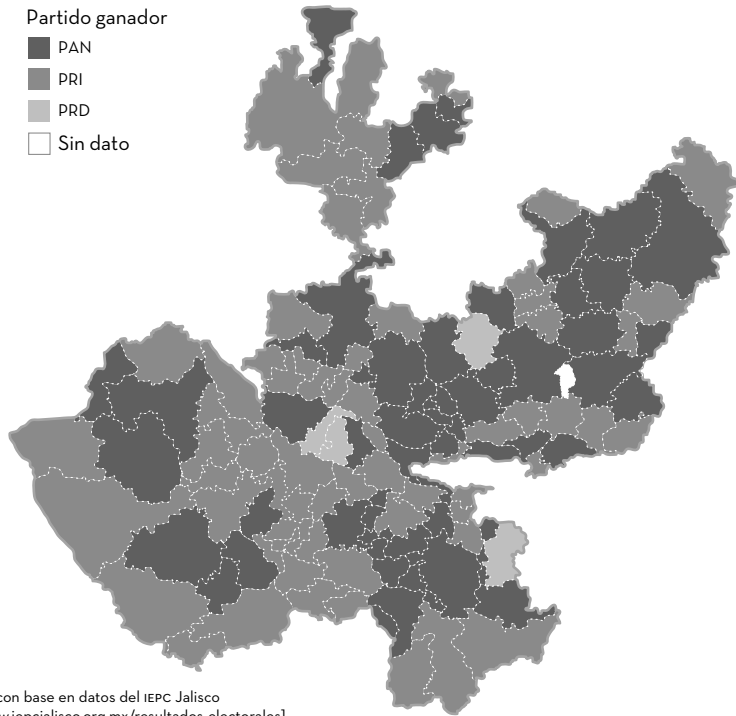 Partido ganador
PAN
PRI
PRD
Sin dato
con base en datos del IEPC Jalisco